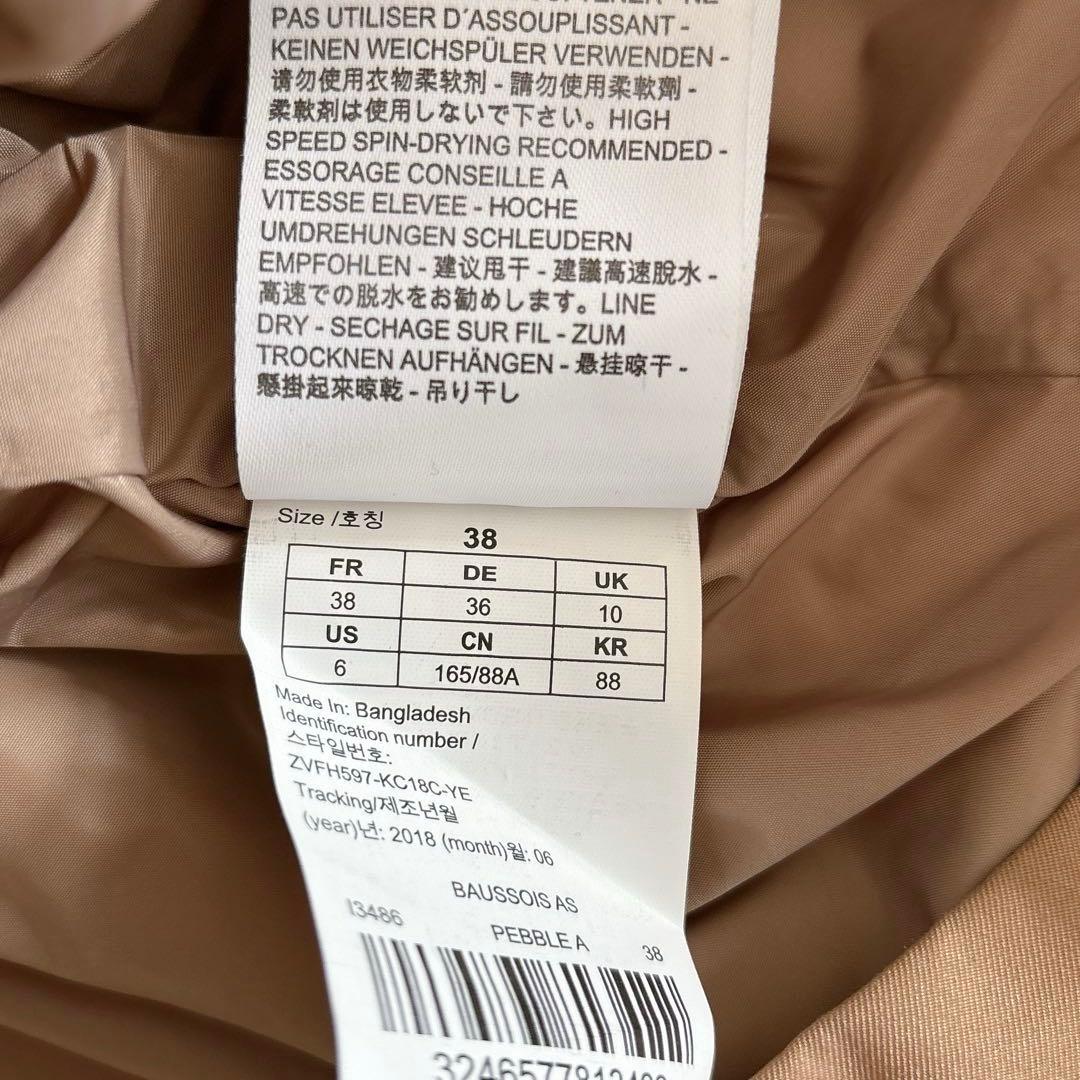 PAS UTILISER D´ASSOUPLISSANT -
KEINEN WEICHSPÜLER VERWENDEN -
请勿使用衣物柔软剂 - 請勿使用柔軟劑 -
柔軟剤は使用しないで下さい。HIGH
SPEED SPIN-DRYING RECOMMENDED -
ESSORAGE CONSEILLE A
VITESSE ELEVEE - HOCHE
UMDREHUNGEN SCHLEUDERN
EMPFOHLEN - 建议甩干 - 建議高速脫水 -
高速での脱水をお勧めします。LINE
DRY - SECHAGE SUR FIL - ZUM
TROCKNEN AUFHÄNGEN - 悬挂晾干 -
懸掛起來晾乾 - 吊り干し
Size /호칭
38
FR DE UK
38 36 10
US CN KR
6 165/88A 88
Made In: Bangladesh
Identification number /
스타일번호:
ZVFH597-KC18C-YE
Tracking/제조년월
(year)년: 2018 (month)월: 06
BAUSSOIS AS
I3486
PEBBLE A 38